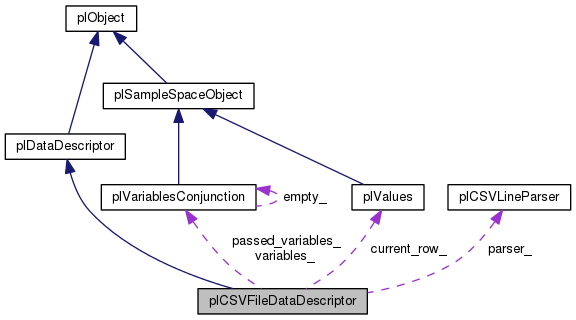 plObject
plSampleSpaceObject
plDataDescriptor
plVariablesConjunction
empty_
plValues
plCSVLineParser
passed_variables_
variables_
current_row_
parser_
plCSVFileDataDescriptor